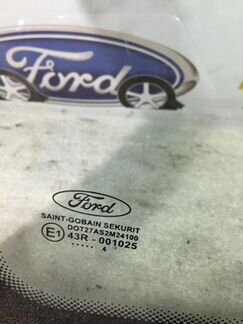 Ford
Ford
SAINT-GOBAIN SEKURIT
DOT27AS2M24100
E1 43R - 001025
..... 4